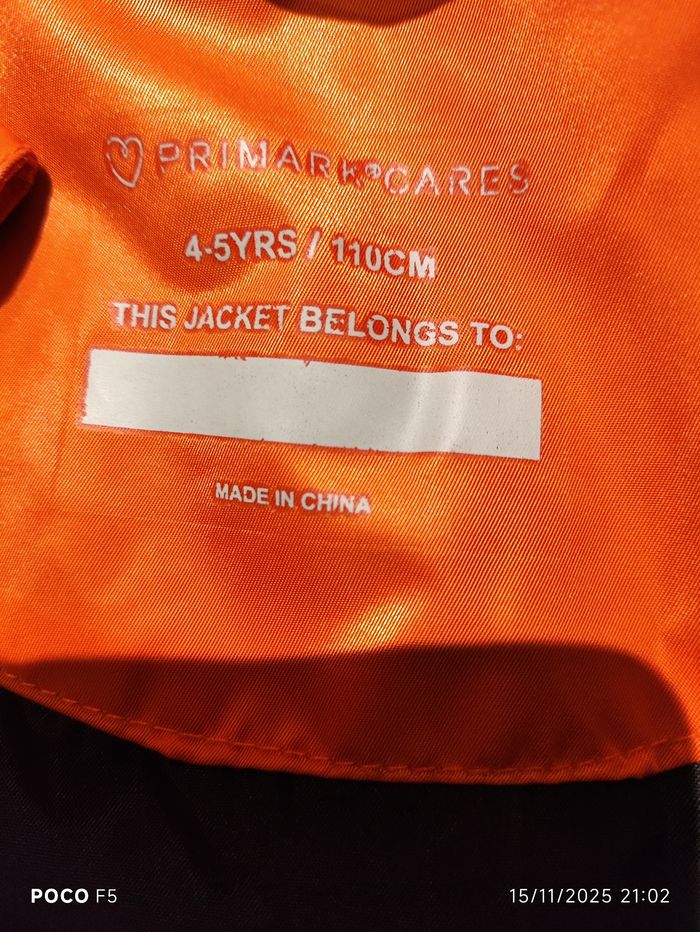 PRIMARK®CARES
4-5YRS / 110CM
THIS JACKET BELONGS TO:
MADE IN CHINA
POCO F5
15/11/2025 21:02